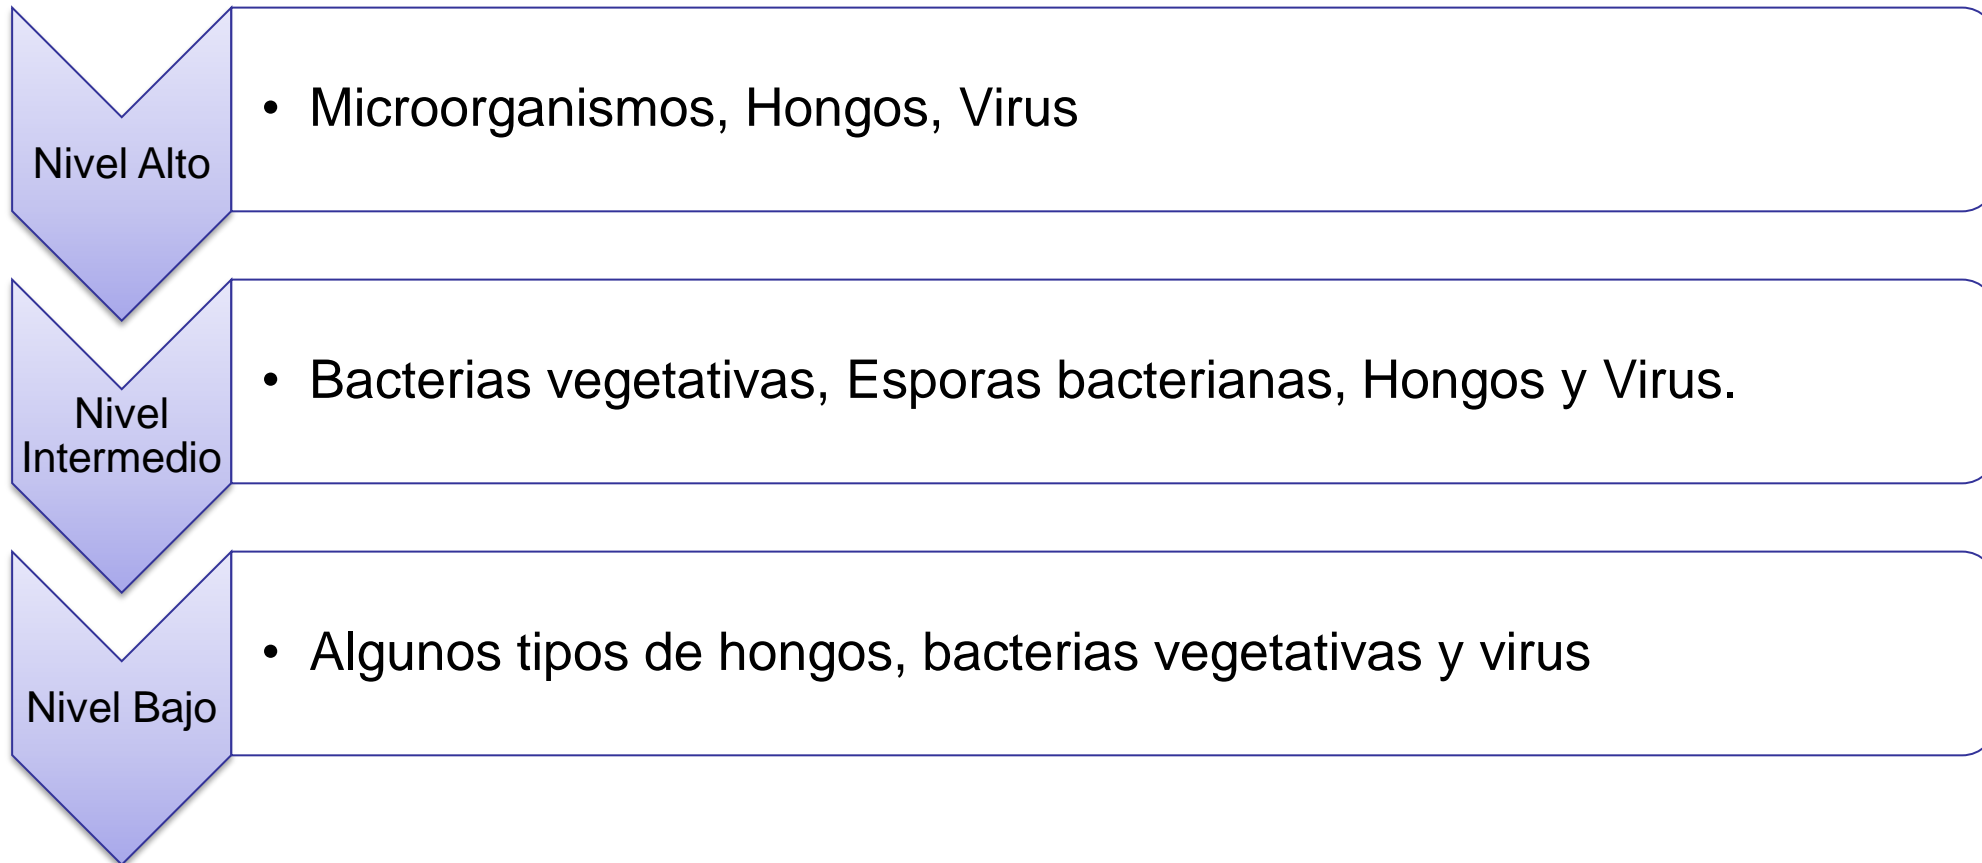 Nivel Alto
• Microorganismos, Hongos, Virus
Nivel
Intermedio
• Bacterias vegetativas, Esporas bacterianas, Hongos y Virus.
Nivel Bajo
• Algunos tipos de hongos, bacterias vegetativas y virus